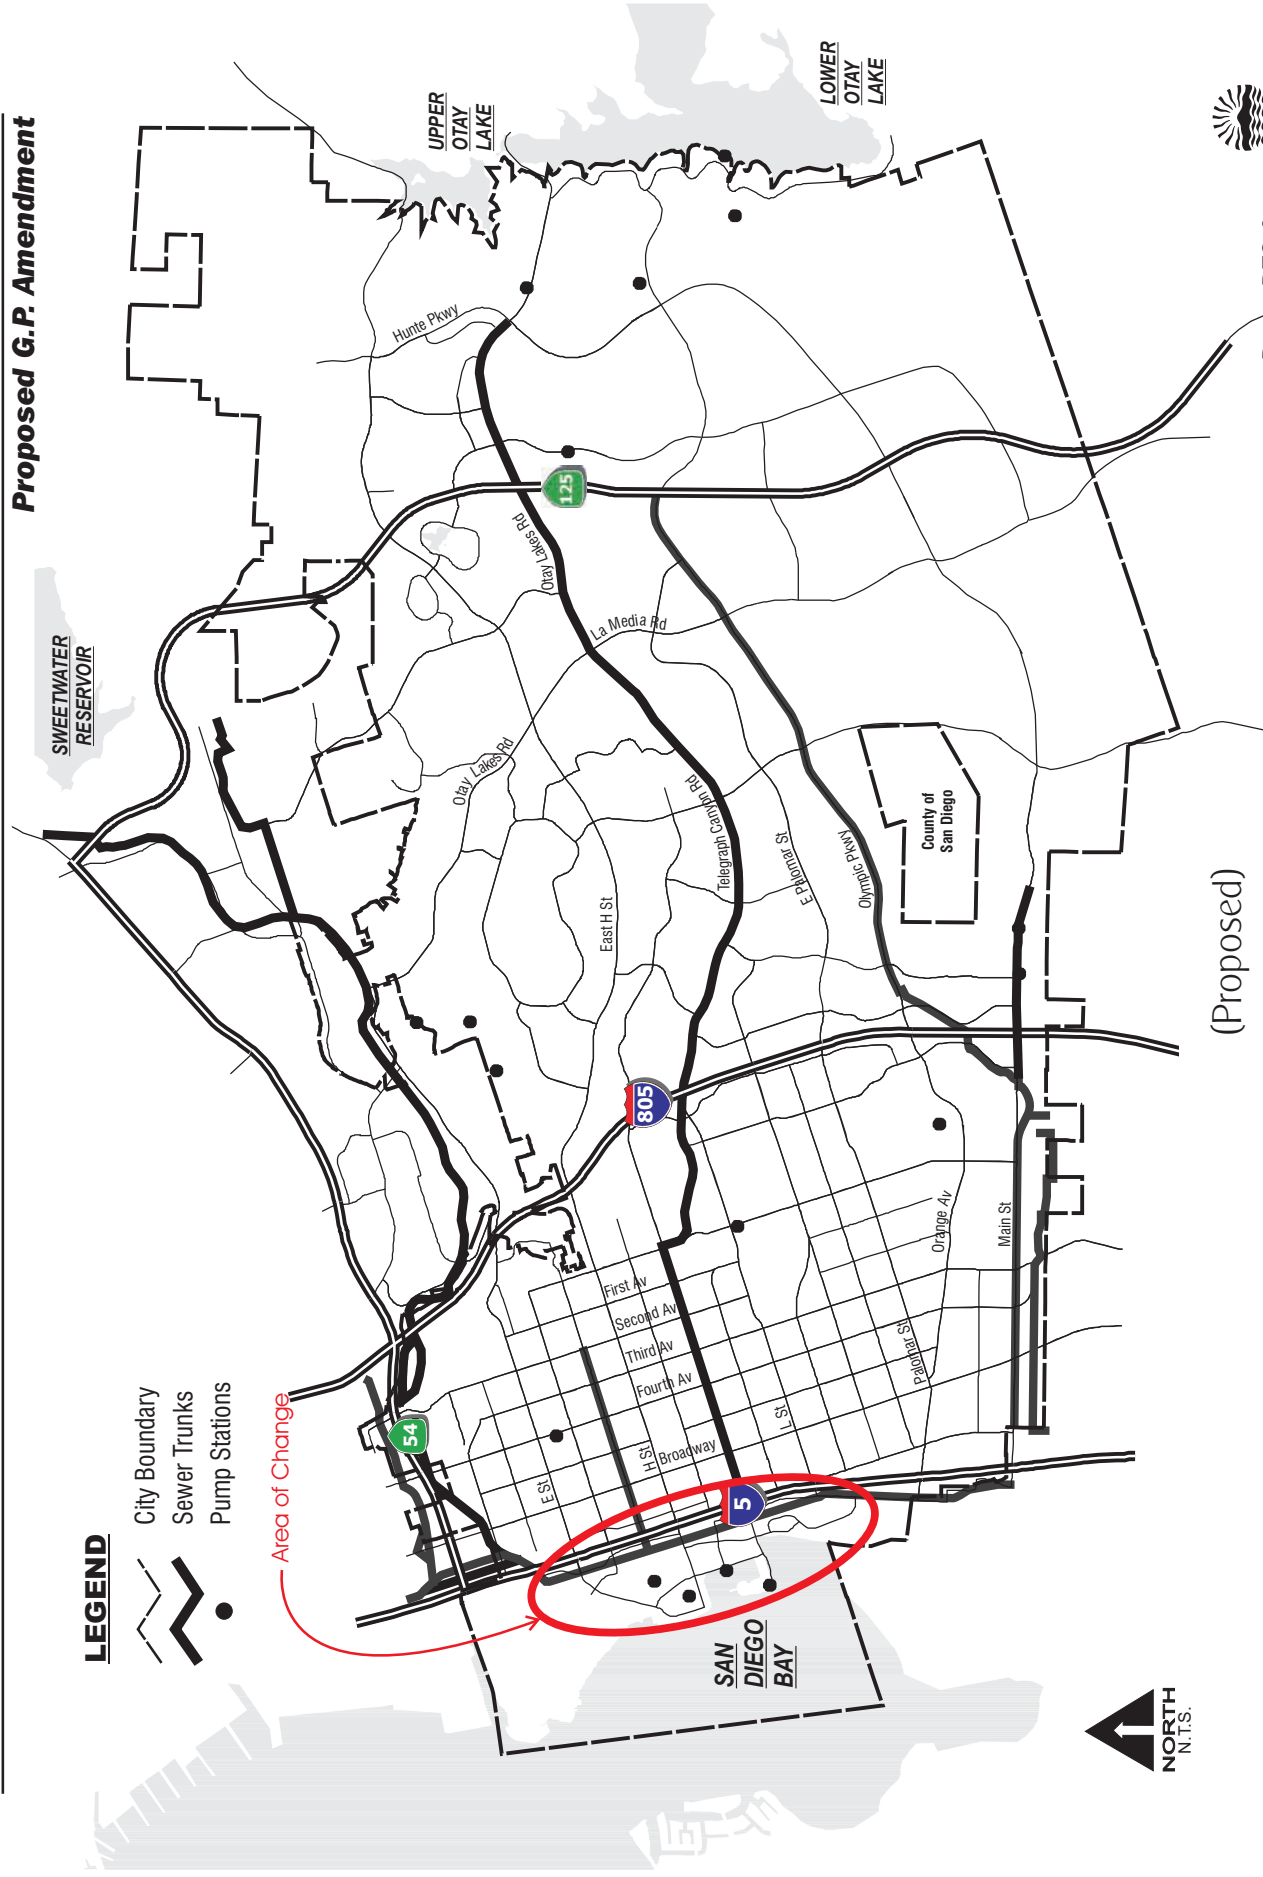 Proposed G.P. Amendment
LEGEND
City Boundary
Sewer Trunks
Pump Stations
Area of Change
SWEETWATER
RESERVOIR
UPPER
OTAY
LAKE
LOWER
OTAY
LAKE
SAN
DIEGO
BAY
County of
San Diego
Hunte Pkwy
Otay Lakes Rd
La Media Rd
Otay Lakes Rd
Telegraph Canyon Rd
E Palomar St
Olympic Pkwy
East H St
First Av
Second Av
Third Av
Fourth Av
Broadway
E St
H St
L St
Palomar St
Orange Av
Main St
54
125
805
5
NORTH
N.T.S.
(Proposed)